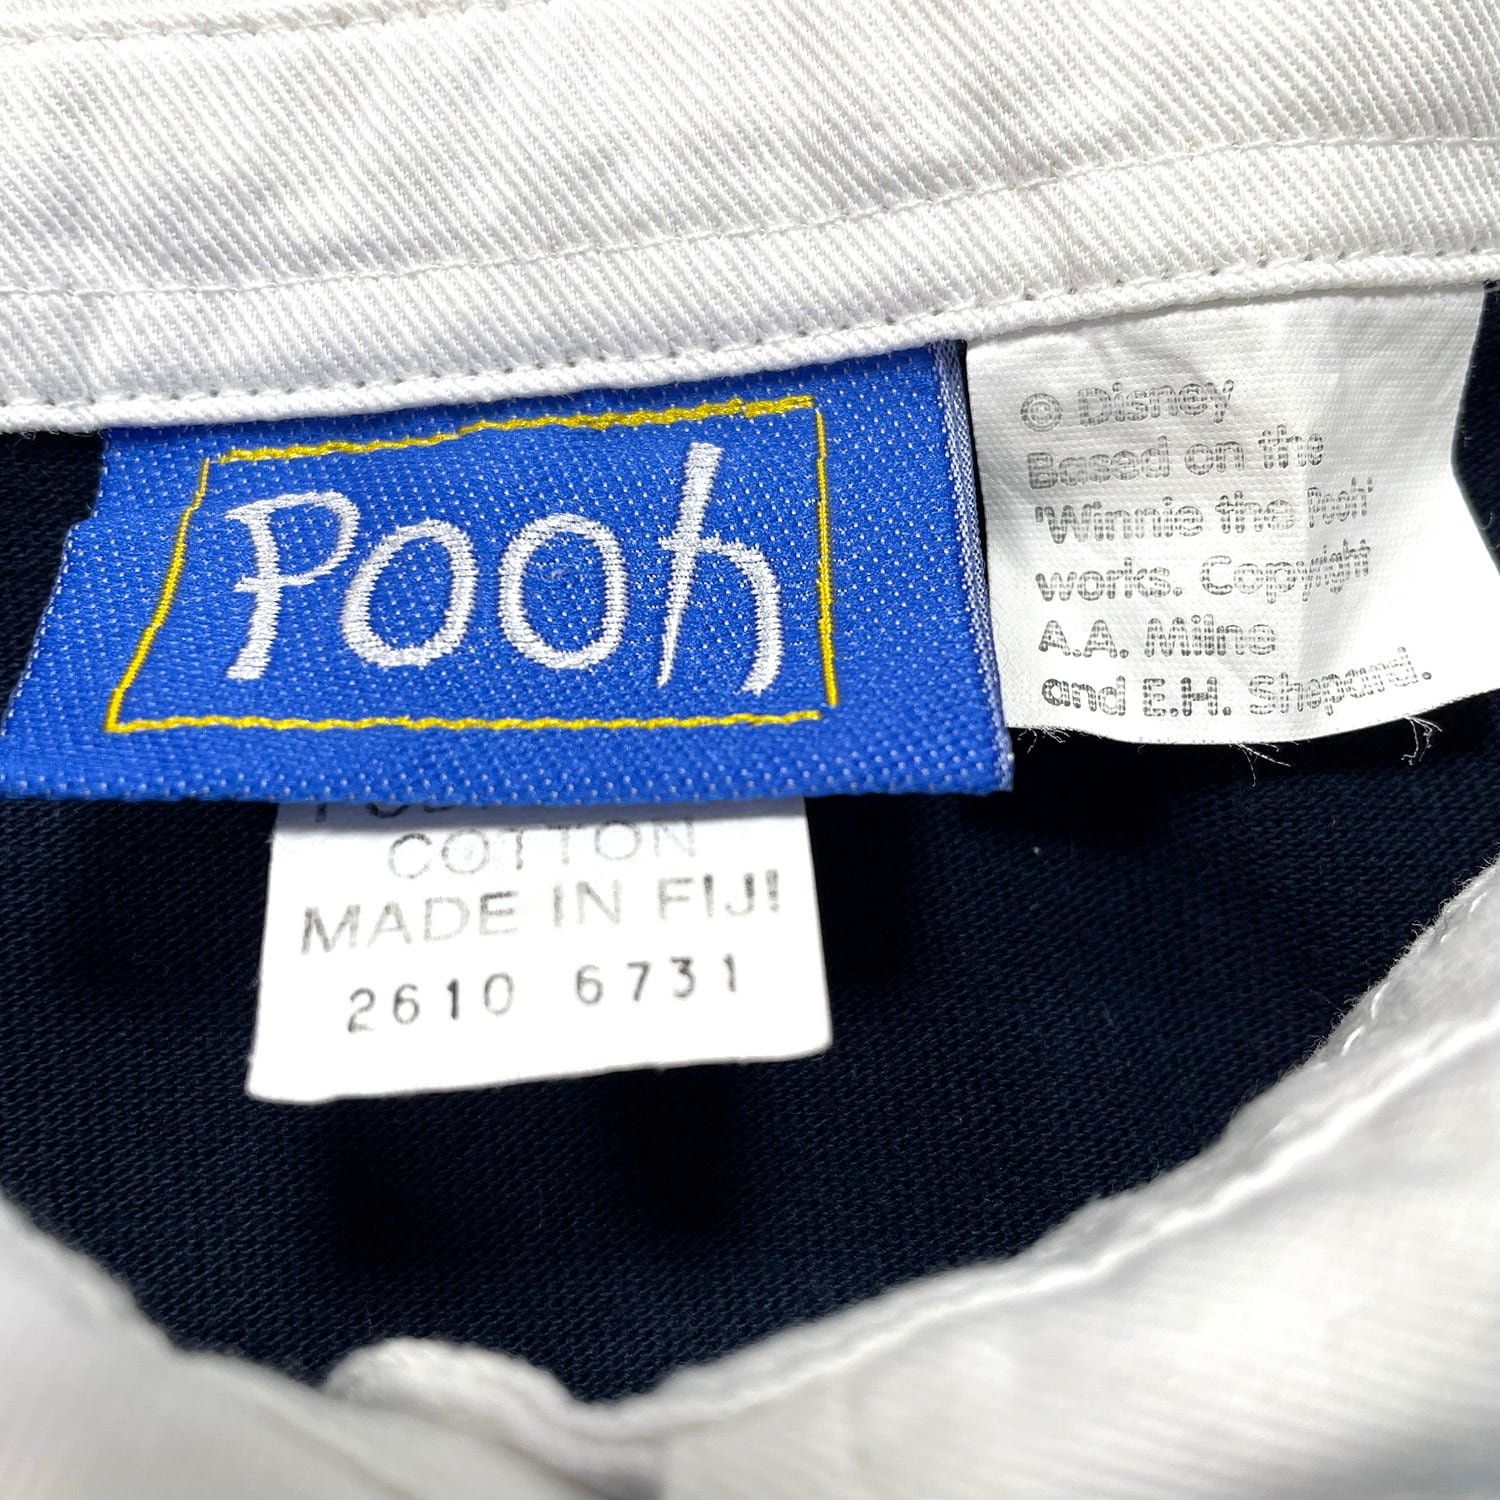 Pooh
© Disney
Based on the
'Winnie the Pooh'
works. Copyright
A.A. Milne
and E.H. Shepard.
COTTON
MADE IN FIJI
2610 6731